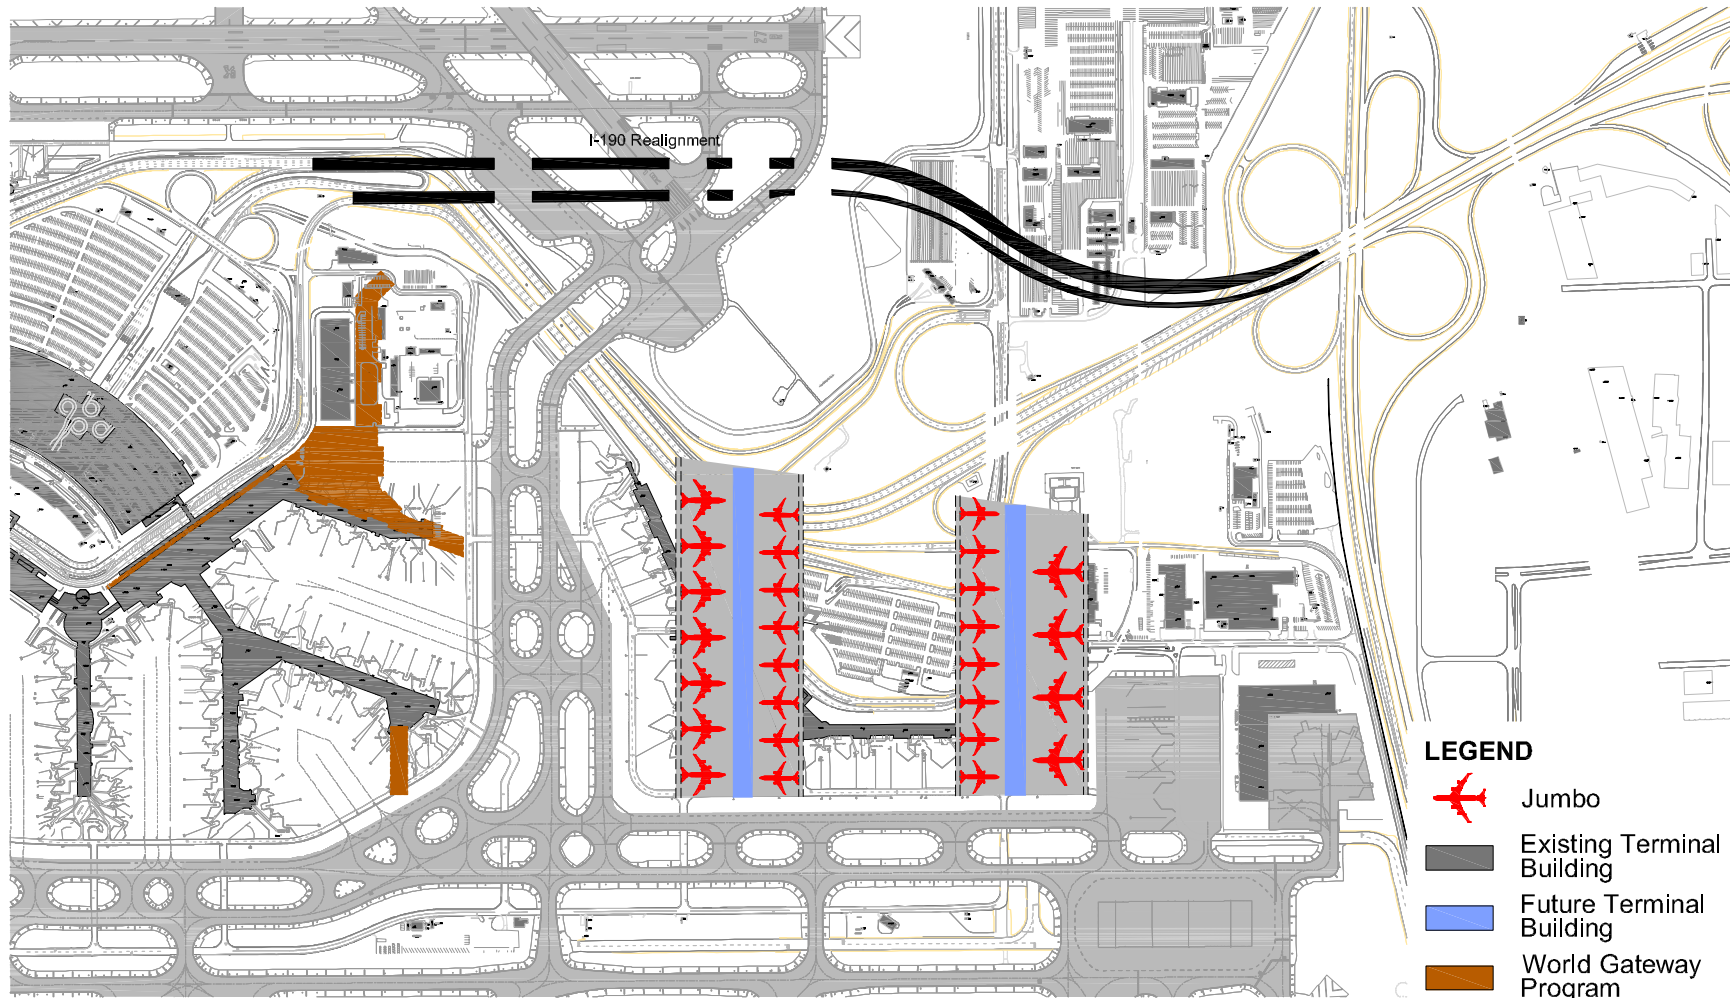 I-190 Realignment
LEGEND
Jumbo
Existing Terminal
Building
Future Terminal
Building
World Gateway
Program